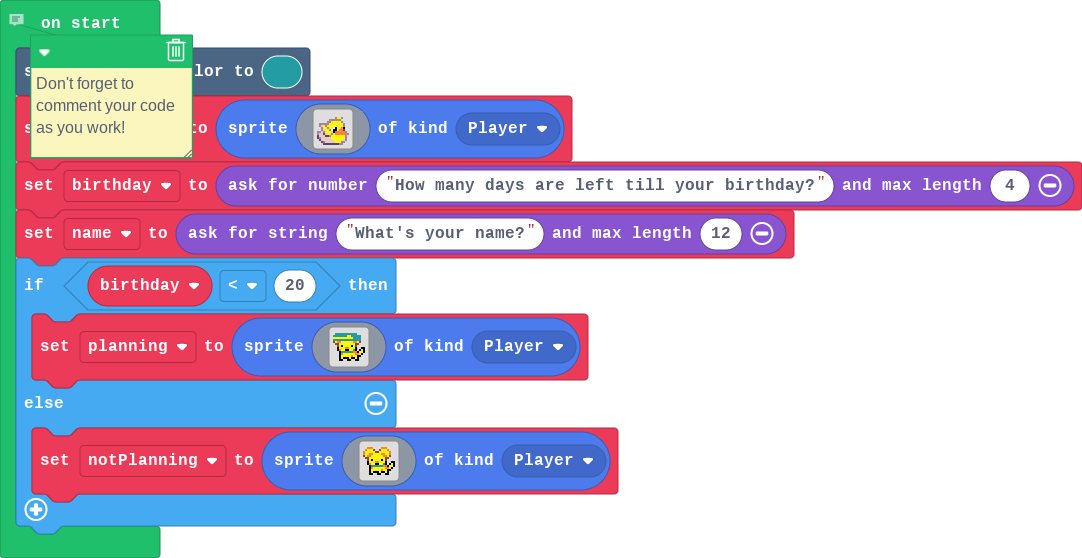 on start
lor to
Don't forget to
comment your code
as you work!
to sprite of kind Player
set birthday to ask for number "How many days are left till your birthday?" and max length 4
set name to ask for string "What's your name?" and max length 12
if birthday < 20 then
set planning to sprite of kind Player
else
set notPlanning to sprite of kind Player